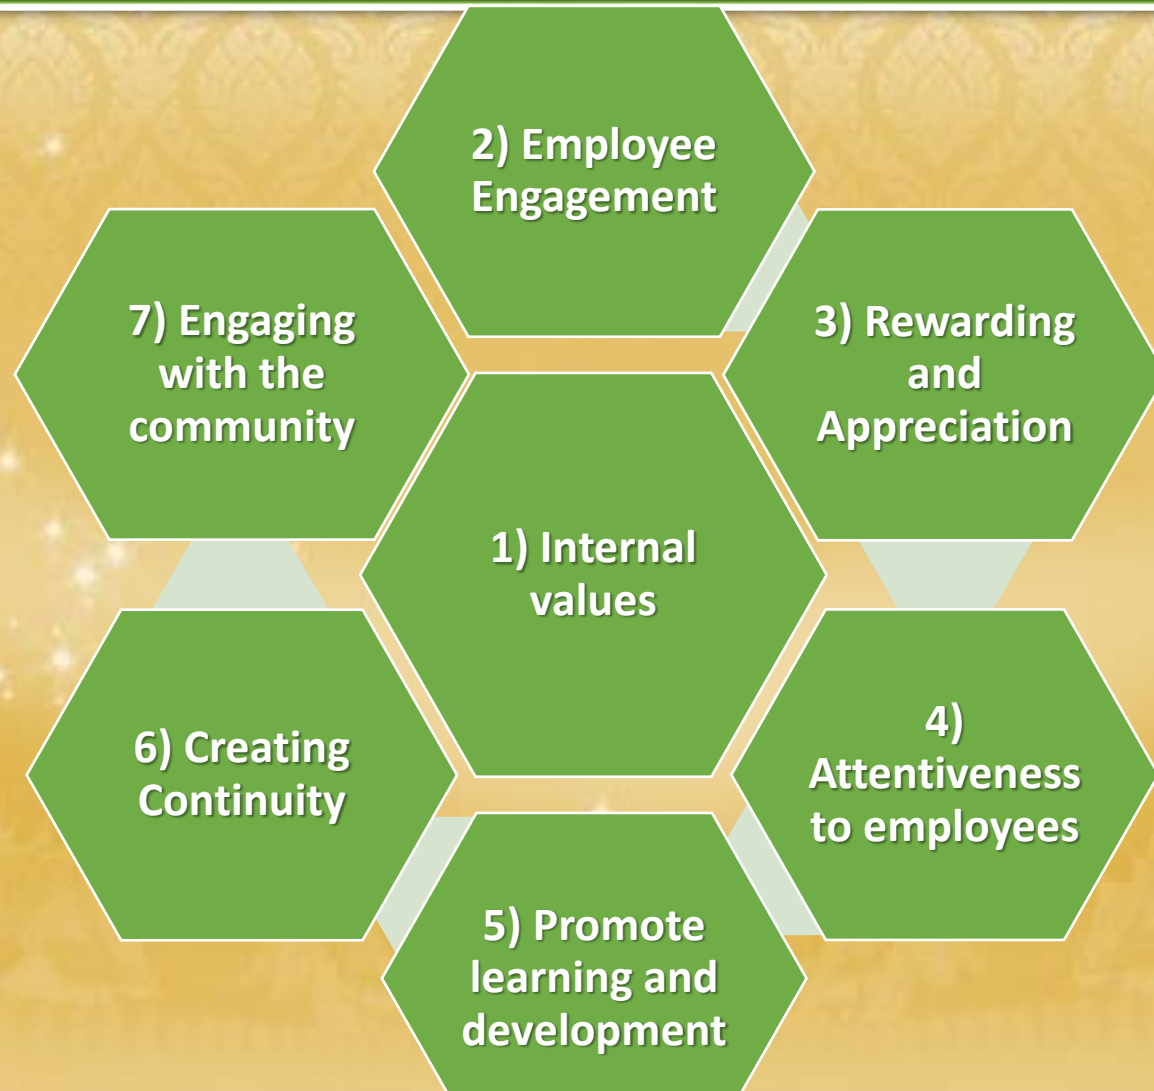 2) Employee
Engagement
7) Engaging
with the
community
3) Rewarding
and
Appreciation
1) Internal
values
6) Creating
Continuity
4)
Attentiveness
to employees
5) Promote
learning and
development